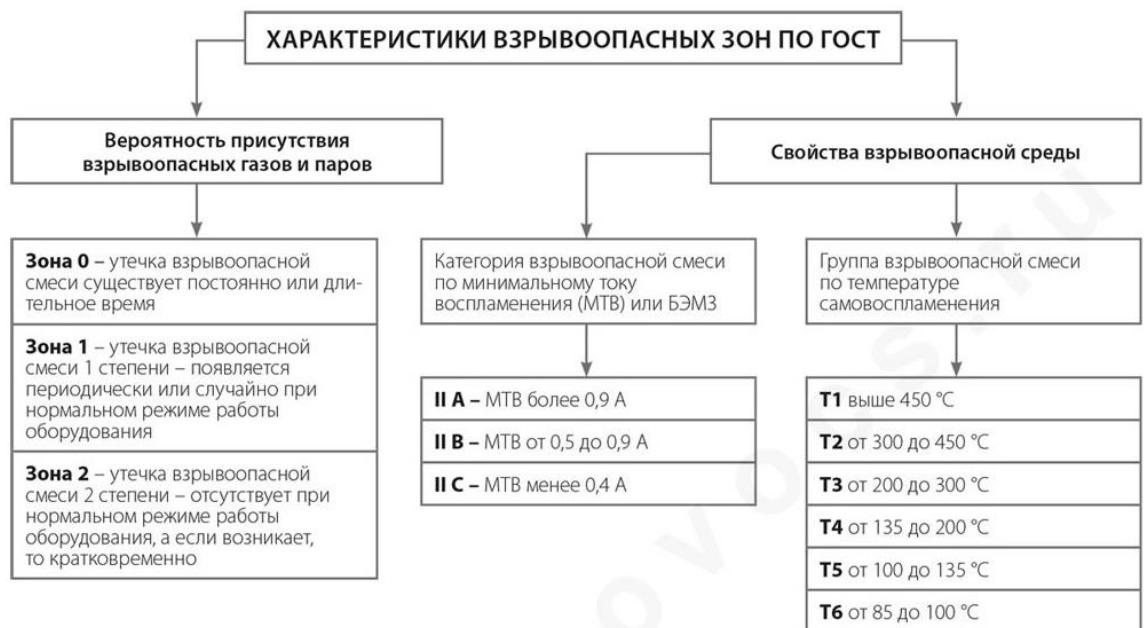 ХАРАКТЕРИСТИКИ ВЗРЫВООПАСНЫХ ЗОН ПО ГОСТ
Вероятность присутствия
взрывоопасных газов и паров
Зона 0 – утечка взрывоопасной
смеси существует постоянно или дли-
тельное время
Зона 1 – утечка взрывоопасной
смеси 1 степени – появляется
периодически или случайно при
нормальном режиме работы
оборудования
Зона 2 – утечка взрывоопасной
смеси 2 степени – отсутствует при
нормальном режиме работы
оборудования, а если возникает,
то кратковременно
Свойства взрывоопасной среды
Категория взрывоопасной смеси
по минимальному току
воспламенения (МТВ) или БЭМЗ
II A – МТВ более 0,9 А
II B – МТВ от 0,5 до 0,9 А
II C – МТВ менее 0,4 А
Группа взрывоопасной смеси
по температуре
самовоспламенения
T1 выше 450 °C
T2 от 300 до 450 °C
T3 от 200 до 300 °C
T4 от 135 до 200 °C
T5 от 100 до 135 °C
T6 от 85 до 100 °C
ovocs.ru